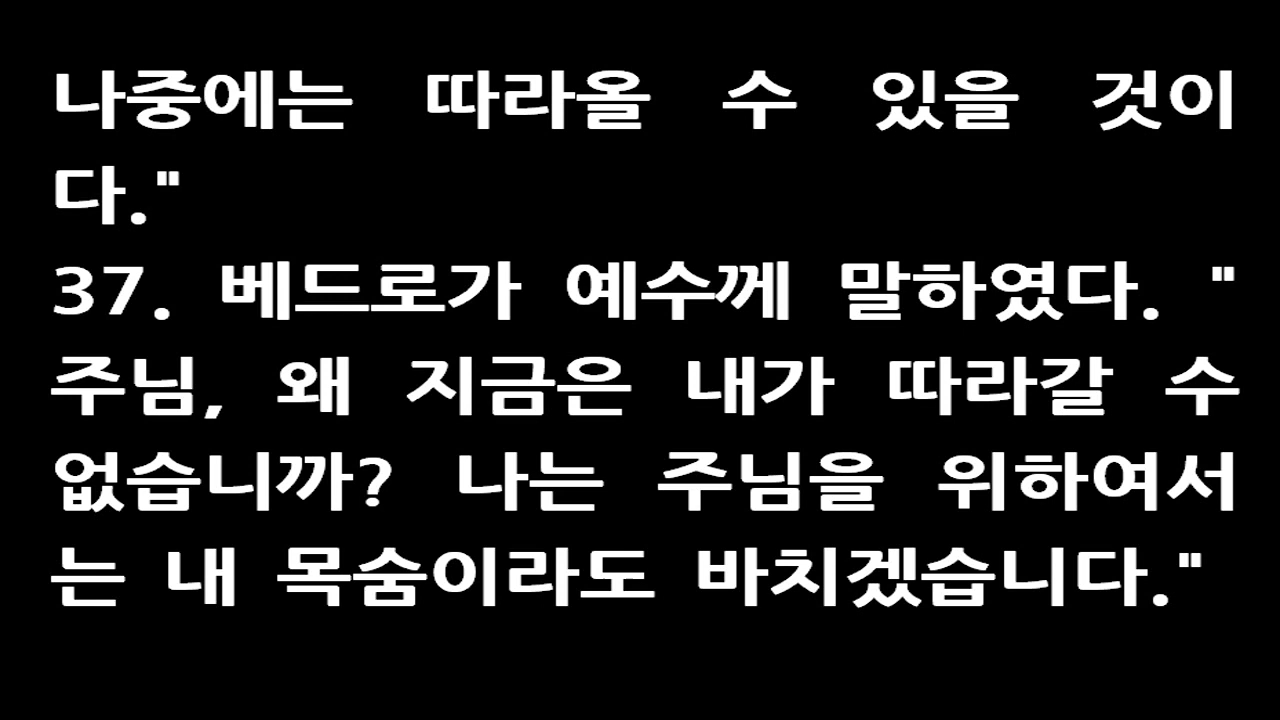 나중에는 따라올 수 있을 것이
다."
37. 베드로가 예수께 말하였다. "
주님, 왜 지금은 내가 따라갈 수
없습니까? 나는 주님을 위하여서
는 내 목숨이라도 바치겠습니다."